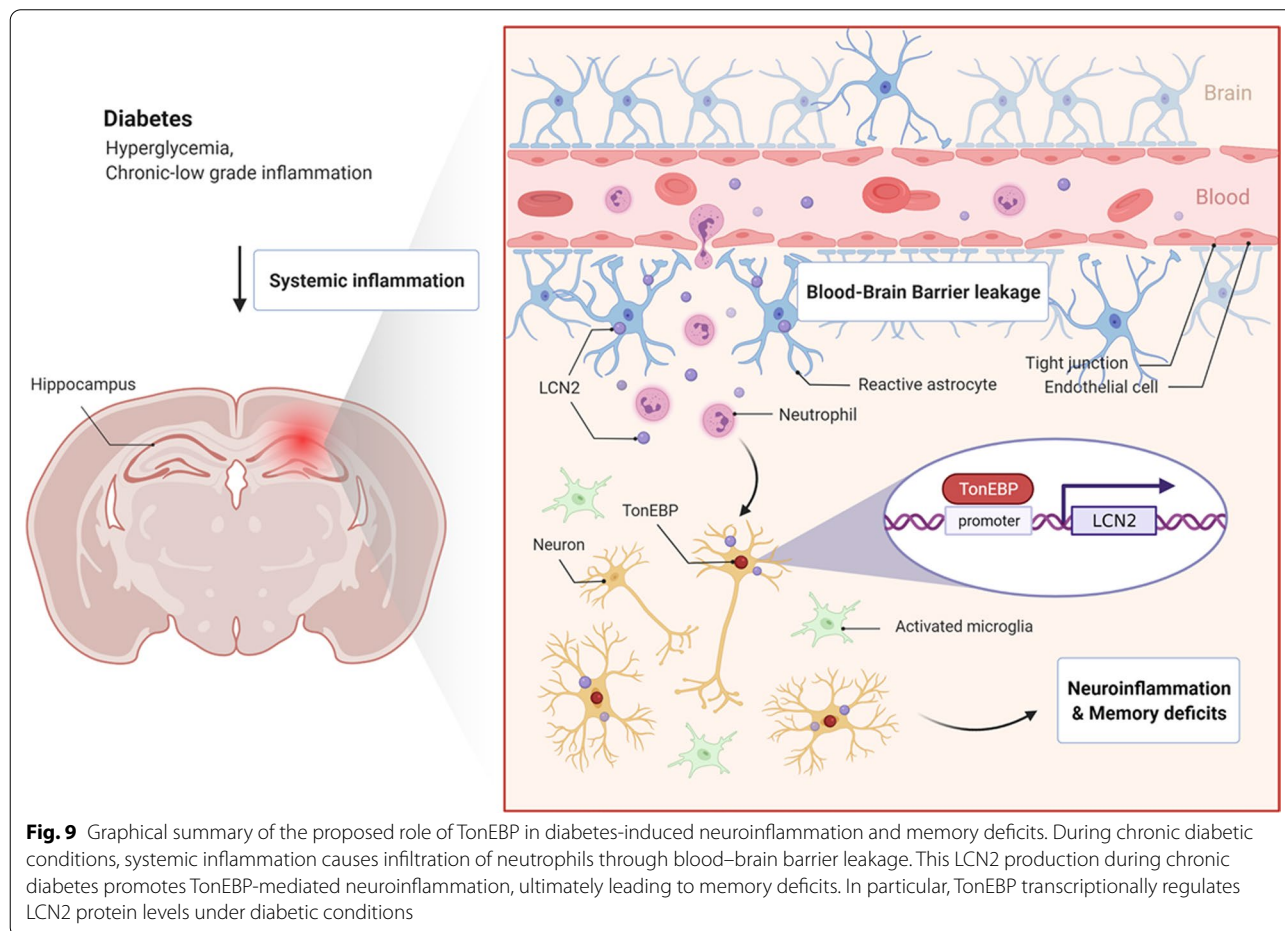 Diabetes
Hyperglycemia,
Chronic-low grade inflammation
Systemic inflammation
Hippocampus
Brain
Blood
Blood-Brain Barrier leakage
Tight junction
Endothelial cell
LCN2
Reactive astrocyte
Neutrophil
TonEBP
Neuron
TonEBP
promoter
LCN2
Activated microglia
Neuroinflammation
& Memory deficits
Fig. 9 Graphical summary of the proposed role of TonEBP in diabetes-induced neuroinflammation and memory deficits. During chronic diabetic
conditions, systemic inflammation causes infiltration of neutrophils through blood–brain barrier leakage. This LCN2 production during chronic
diabetes promotes TonEBP-mediated neuroinflammation, ultimately leading to memory deficits. In particular, TonEBP transcriptionally regulates
LCN2 protein levels under diabetic conditions